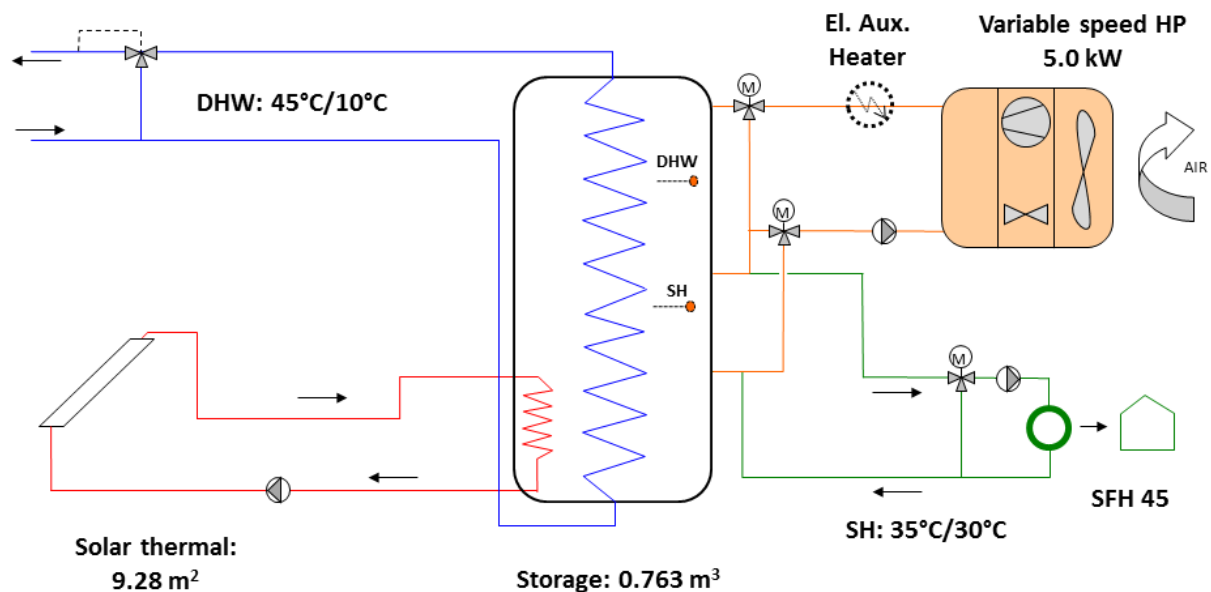 El. Aux.
Heater
Variable speed HP
5.0 kW
M
DHW: 45°C/10°C
DHW
AIR
M
SH
M
SFH 45
SH: 35°C/30°C
Solar thermal:
9.28 m²
Storage: 0.763 m³